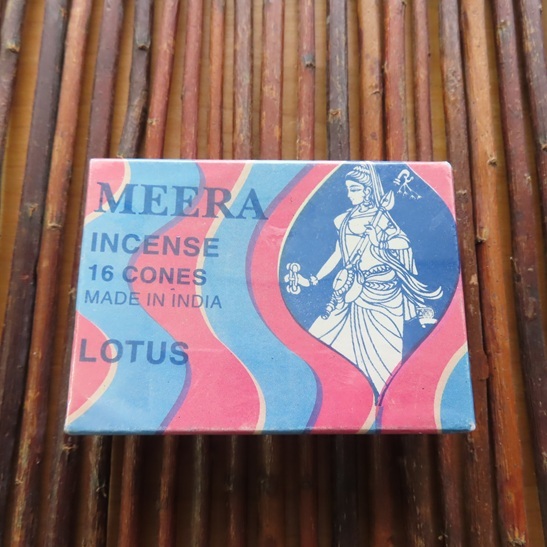 MEERA
INCENSE
16 CONES
MADE IN INDIA
LOTUS